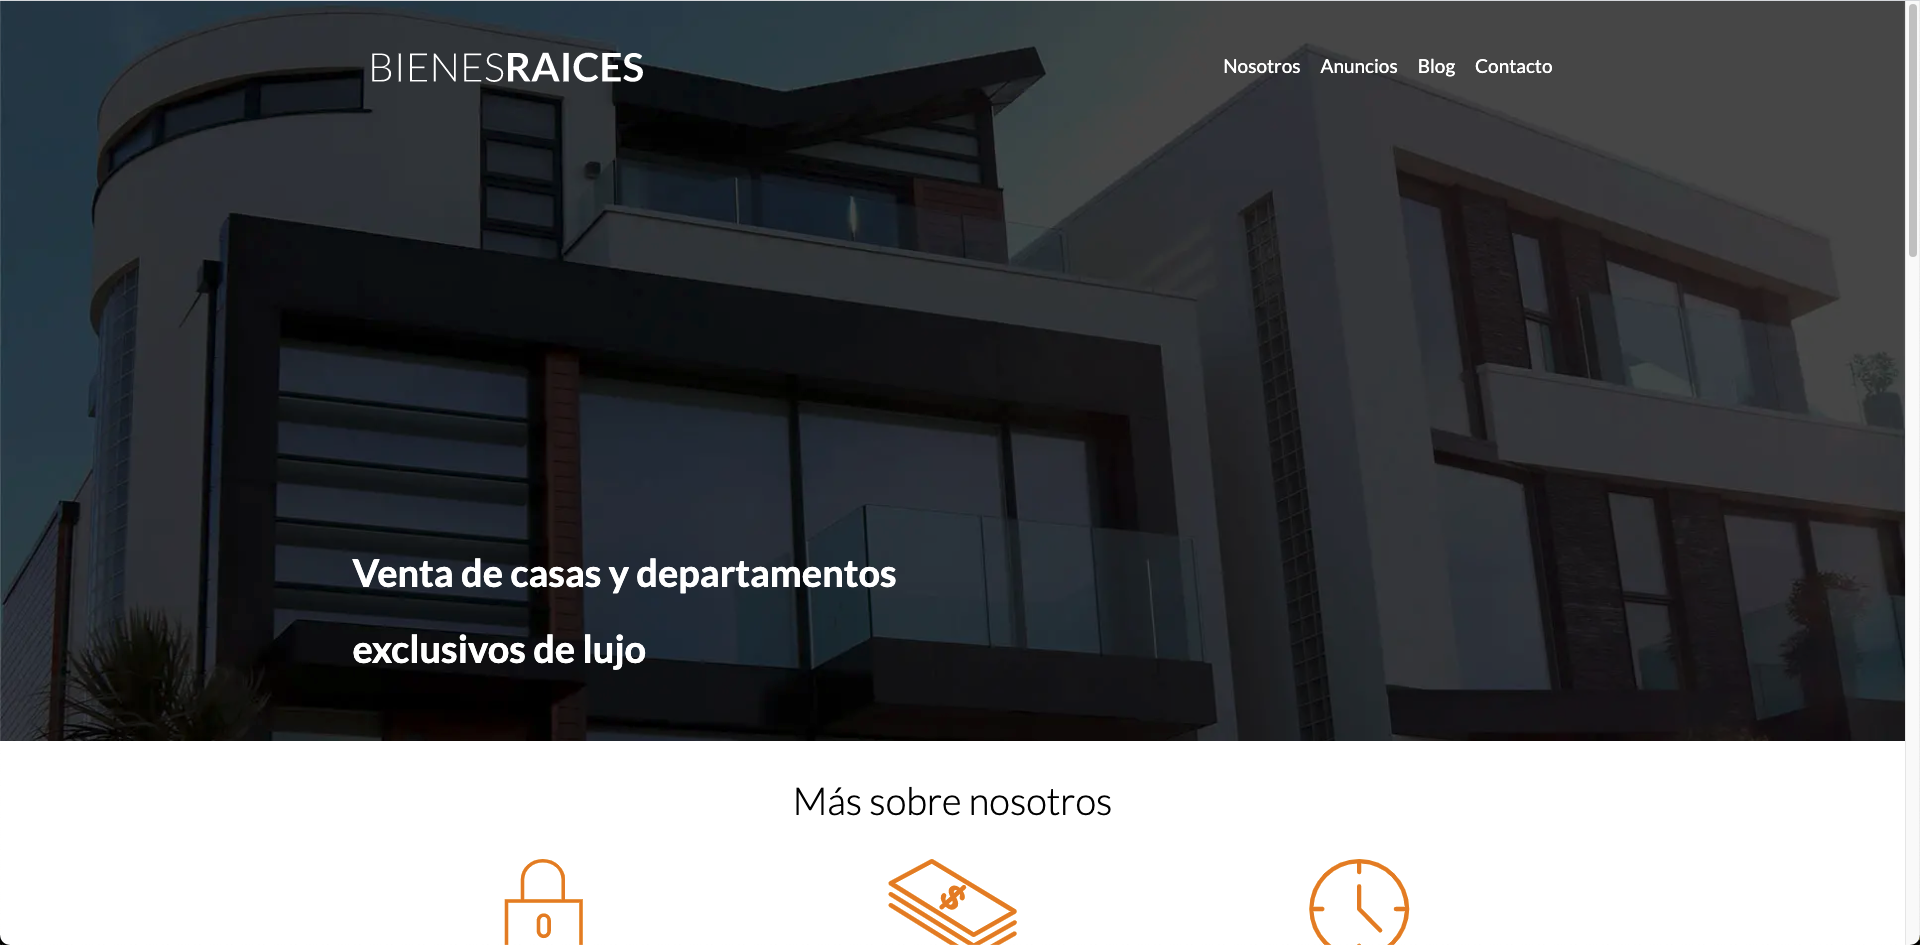 BIENESRAICES
Nosotros Anuncios Blog Contacto
Venta de casas y departamentos
exclusivos de lujo
Más sobre nosotros
$